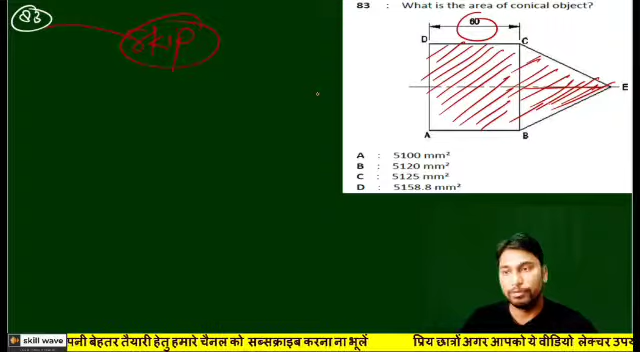 83
skip
83 : What is the area of conical object?
60
D
C
E
A
B
A : 5100 mm²
B : 5120 mm²
C : 5125 mm²
D : 5158.8 mm²
skill wave
पनी बेहतर तैयारी हेतु हमारे चैनल को सब्सक्राइब करना ना भूलें प्रिय छात्रों अगर आपको ये वीडियो लेक्चर उपय